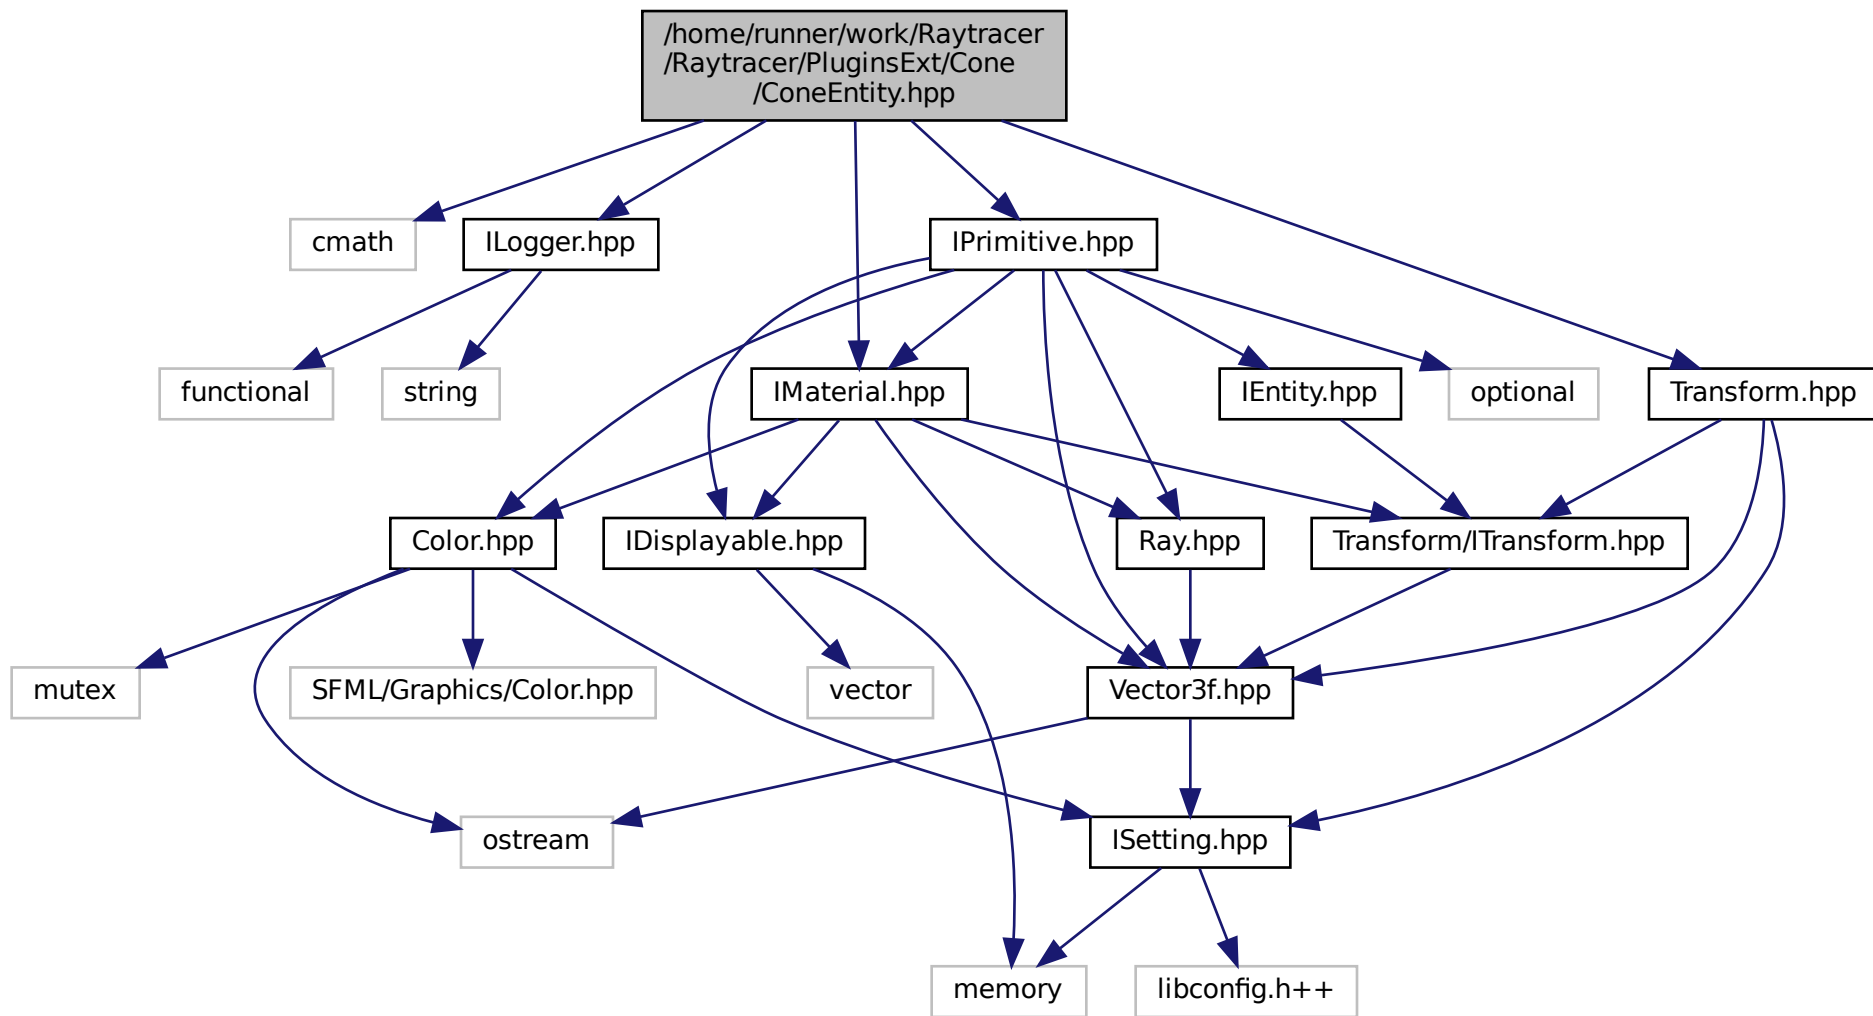 /home/runner/work/Raytracer
/Raytracer/PluginsExt/Cone
/ConeEntity.hpp
cmath
ILogger.hpp
IPrimitive.hpp
functional
string
IMaterial.hpp
IEntity.hpp
optional
Transform.hpp
Color.hpp
IDisplayable.hpp
Ray.hpp
Transform/ITransform.hpp
mutex
SFML/Graphics/Color.hpp
vector
Vector3f.hpp
ostream
ISetting.hpp
memory
libconfig.h++